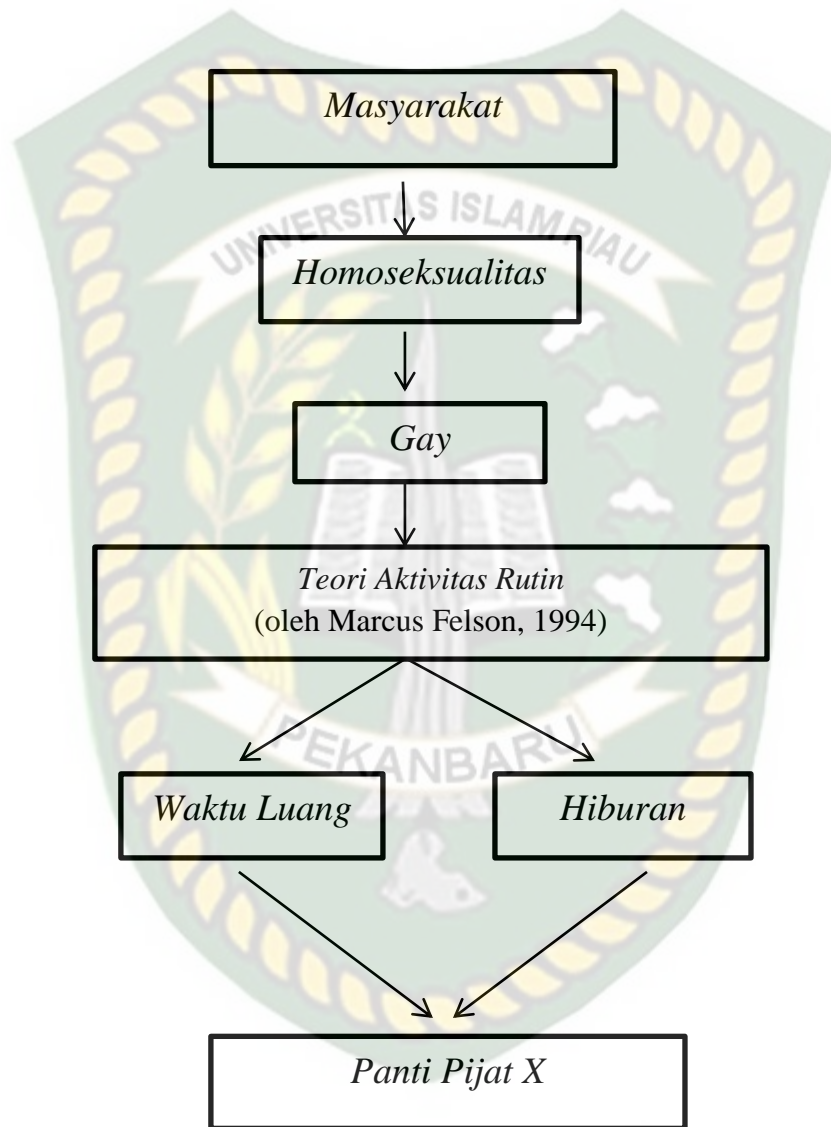 Masyarakat
UNIVERSITAS ISLAM RIAU
Homoseksualitas
Gay
Teori Aktivitas Rutin
(oleh Marcus Felson, 1994)
PEKANBARU
Waktu Luang
Hiburan
Panti Pijat X